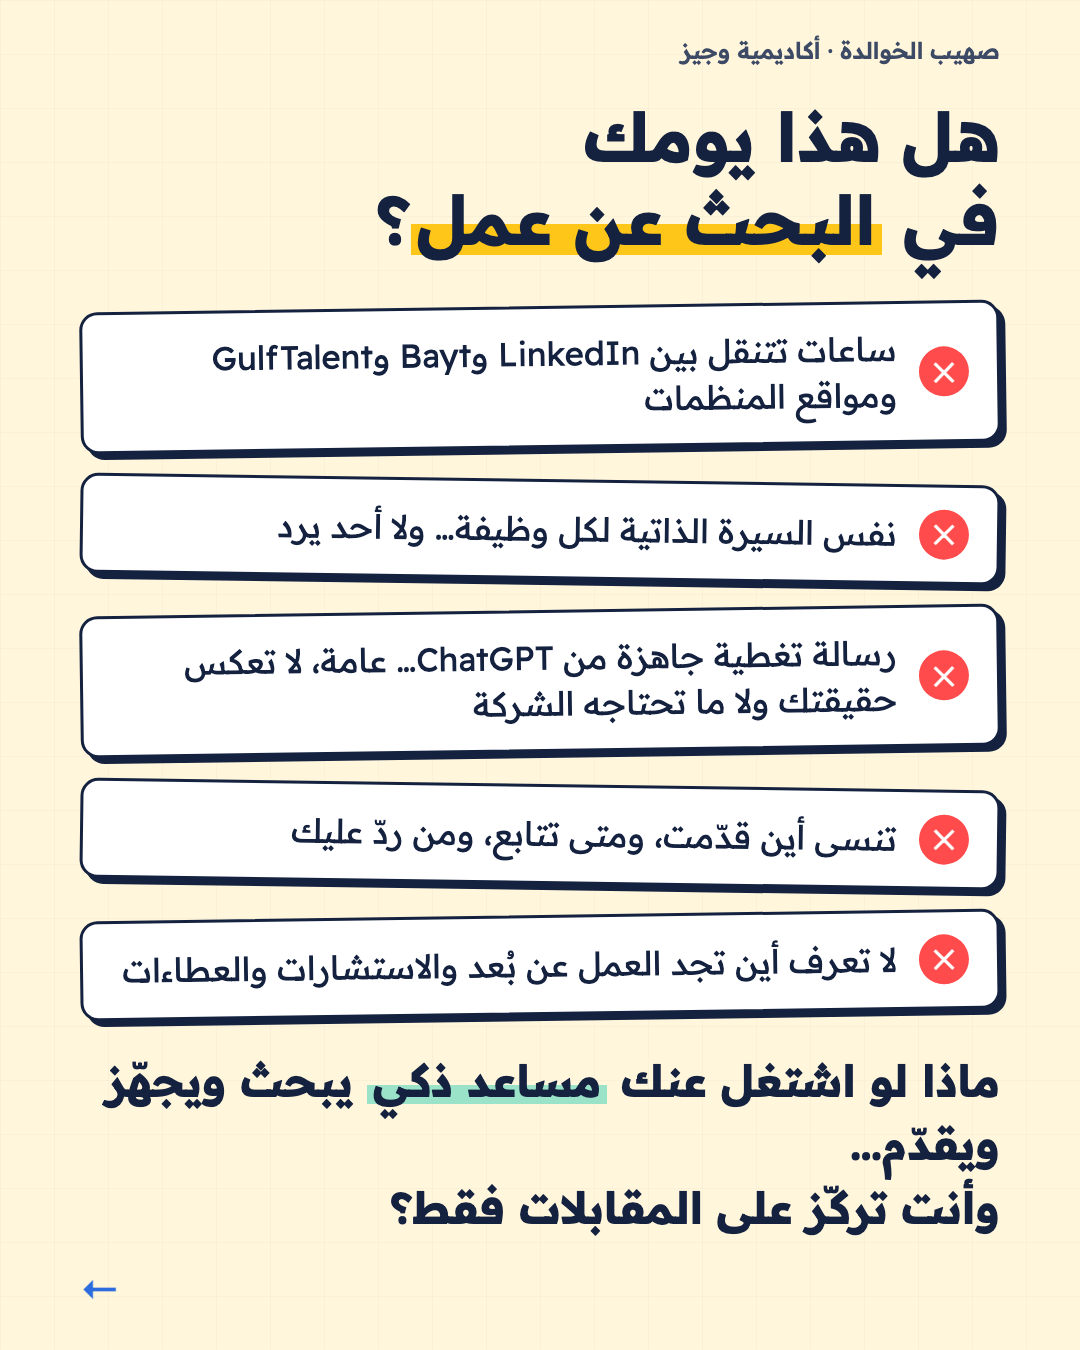 صهيب الخوالدة · أكاديمية وجيز
هل هذا يومك
في البحث عن عمل؟
ساعات تتنقل بين LinkedIn وBayt وGulfTalent
ومواقع المنظمات
نفس السيرة الذاتية لكل وظيفة... ولا أحد يرد
رسالة تغطية جاهزة من ChatGPT... عامة، لا تعكس
حقيقتك ولا ما تحتاجه الشركة
تنسى أين قدّمت، ومتى تتابع، ومن ردّ عليك
لا تعرف أين تجد العمل عن بُعد والاستشارات والعطاءات
ماذا لو اشتغل عنك مساعد ذكي يبحث ويجهّز
ويقدّم...
وأنت تركّز على المقابلات فقط؟